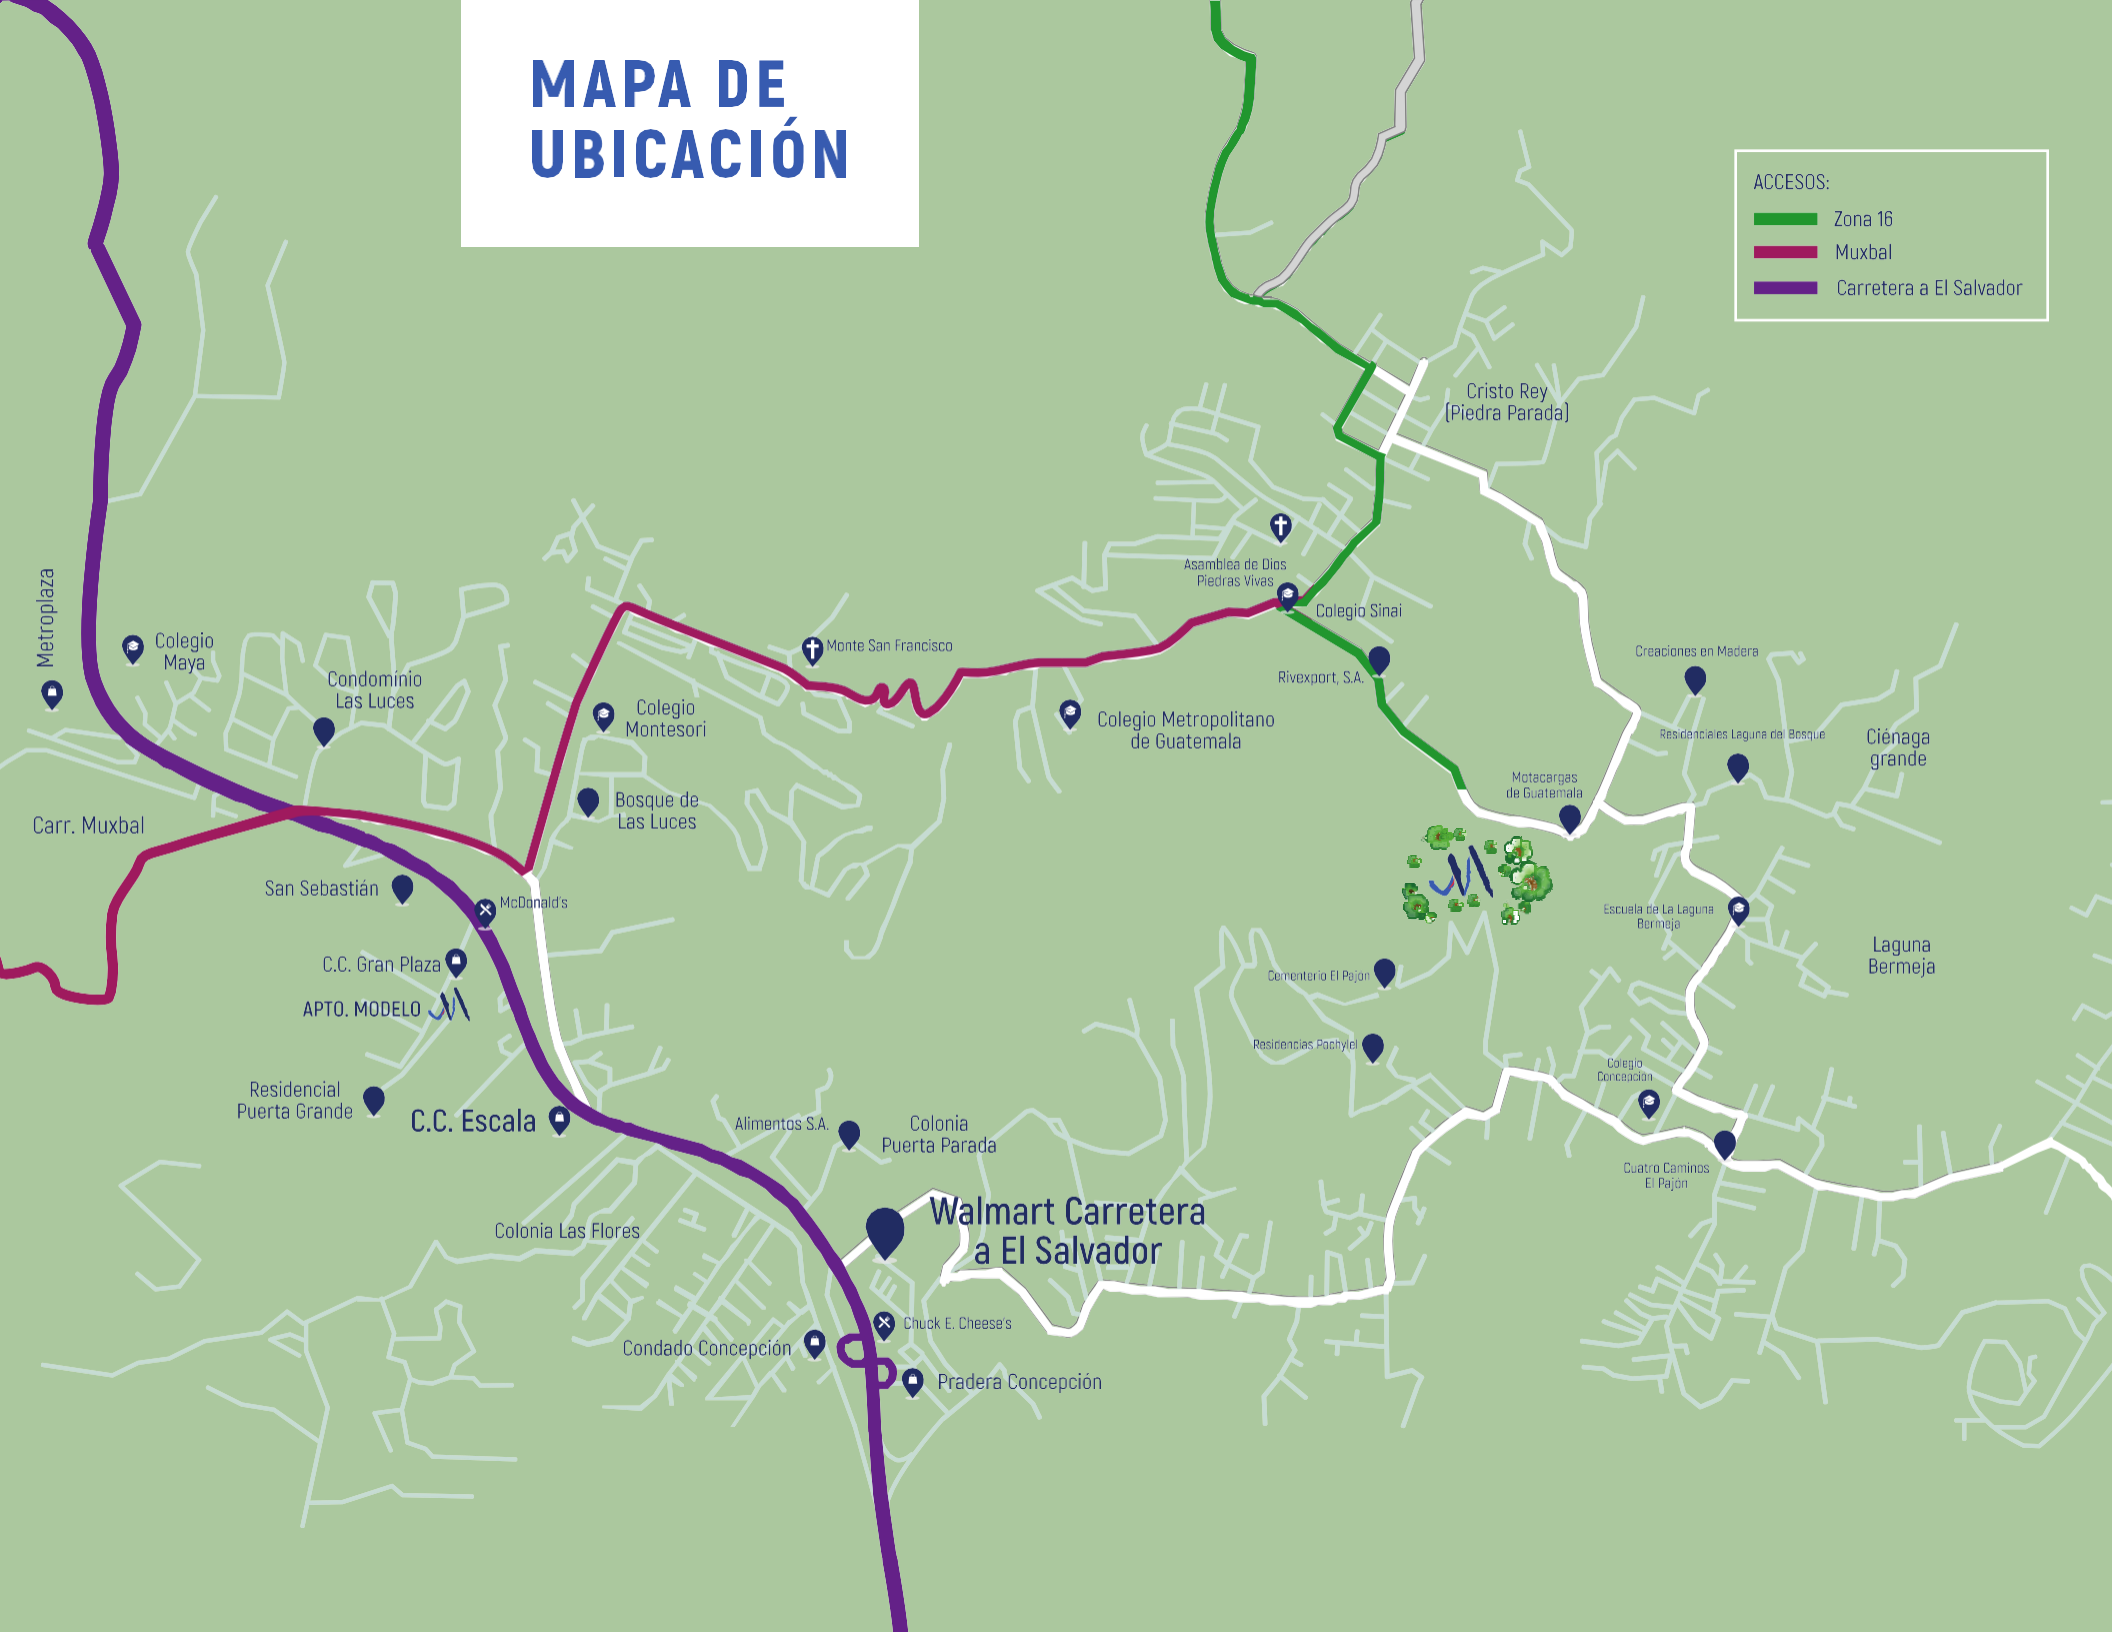 MAPA DE
UBICACIÓN
ACCESOS:
Zona 16
Muxbal
Carretera a El Salvador
Cristo Rey
(Piedra Parada)
Asamblea de Dios
Piedras Vivas
Colegio Sinai
Metroplaza
Colegio
Maya
Condominio
Las Luces
Monte San Francisco
Colegio
Montesori
Colegio Metropolitano
de Guatemala
Rivexport, S.A.
Creaciones en Madera
Residenciales Laguna del Bosque
Ciénaga
grande
Motacargas
de Guatemala
Bosque de
Las Luces
Carr. Muxbal
San Sebastián
McDonald's
C.C. Gran Plaza
APTO. MODELO
Escuela de La Laguna
Bermeja
Laguna
Bermeja
Cementerio El Pajón
Residencias Pachylel
Colegio
Concepción
Residencial
Puerta Grande
C.C. Escala
Alimentos S.A.
Colonia
Puerta Parada
Cuatro Caminos
El Pajón
Colonia Las Flores
Walmart Carretera
a El Salvador
Chuck E. Cheese's
Condado Concepción
Pradera Concepción